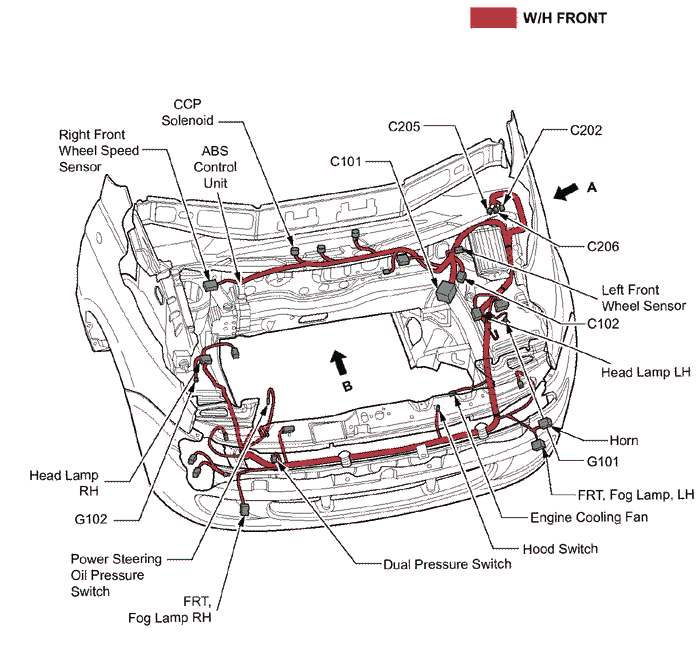 W/H FRONT
CCP
Solenoid
C205
C202
Right Front
Wheel Speed
Sensor
ABS
Control
Unit
C101
A
C206
Left Front
Wheel Sensor
C102
Head Lamp LH
B
Horn
G101
Head Lamp
RH
FRT, Fog Lamp, LH
G102
Engine Cooling Fan
Hood Switch
Power Steering
Oil Pressure
Switch
Dual Pressure Switch
FRT,
Fog Lamp RH